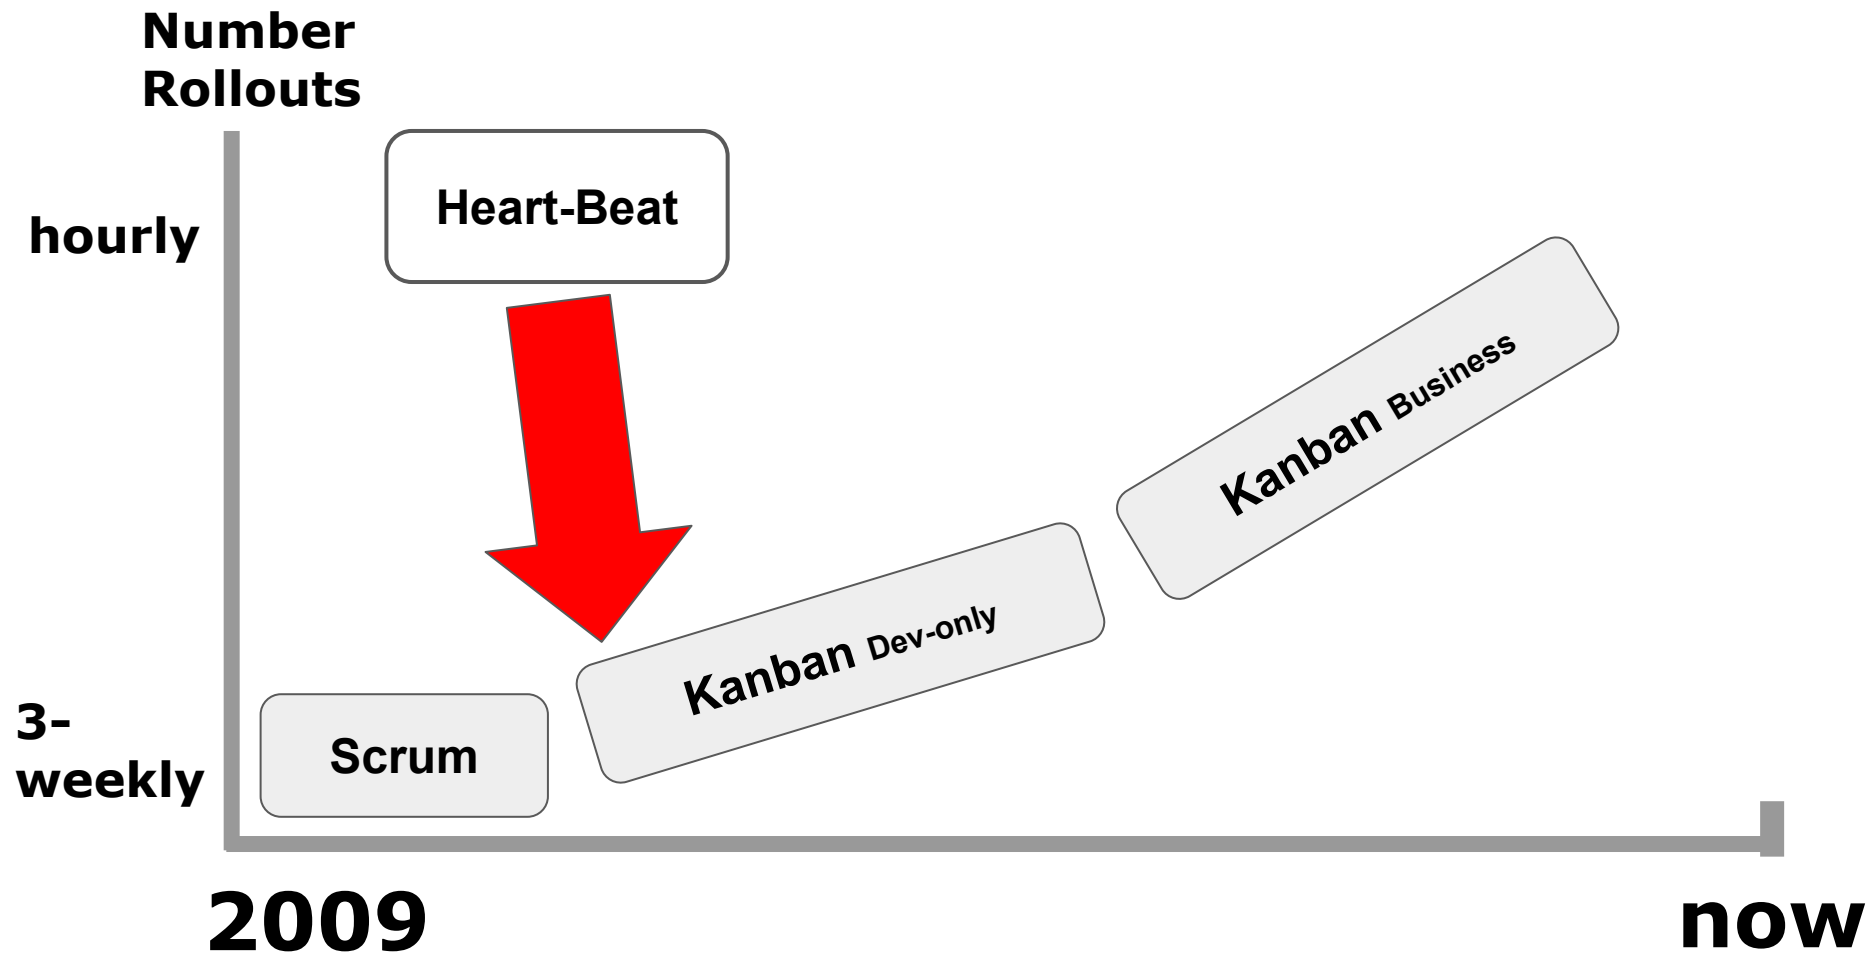 Number
Rollouts
Heart-Beat
hourly
Kanban Business
Kanban Dev-only
3-
weekly
Scrum
2009
now